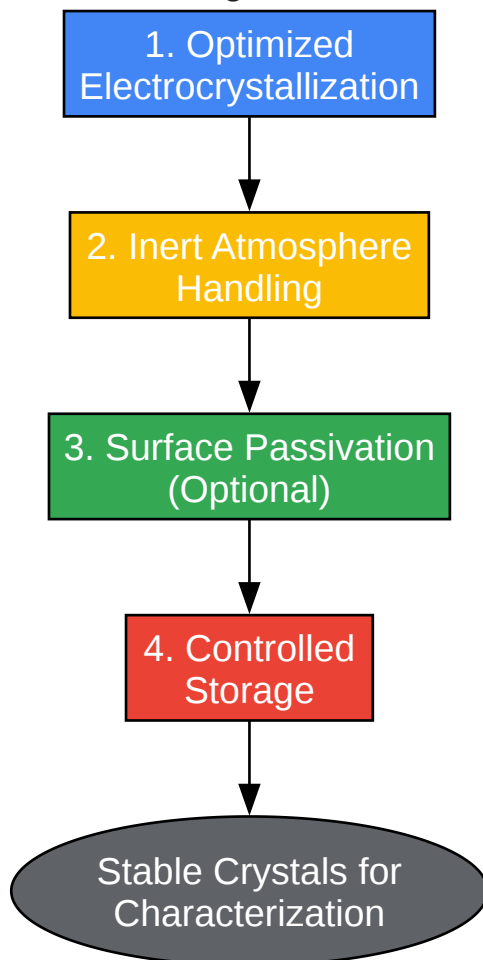 1. Optimized
Electrocrystallization
2. Inert Atmosphere
Handling
3. Surface Passivation
(Optional)
4. Controlled
Storage
Stable Crystals for
Characterization